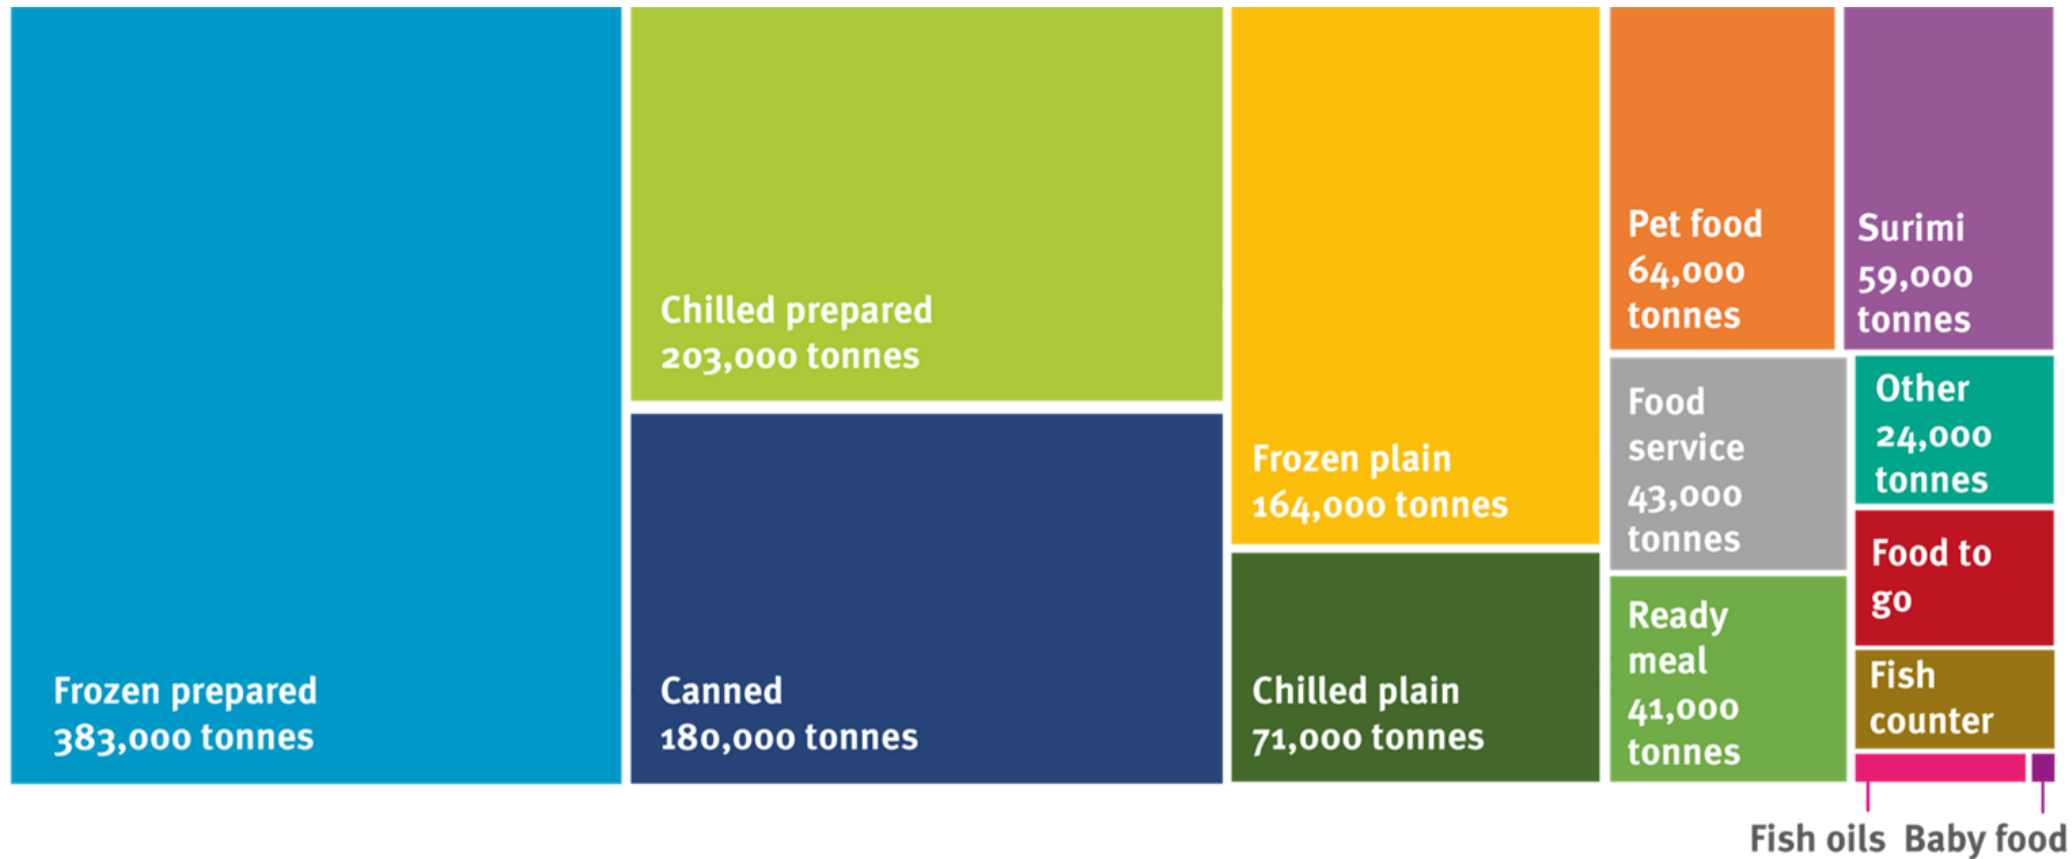 Frozen prepared
383,000 tonnes
Chilled prepared
203,000 tonnes
Canned
180,000 tonnes
Frozen plain
164,000 tonnes
Chilled plain
71,000 tonnes
Pet food
64,000
tonnes
Surimi
59,000
tonnes
Food
service
43,000
tonnes
Other
24,000
tonnes
Food to
go
Ready
meal
41,000
tonnes
Fish
counter
Fish oils
Baby food